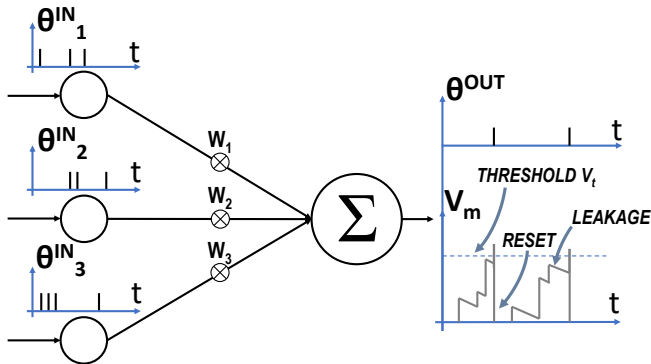 θᴵᴺ₁
t
θᴵᴺ₂
t
θᴵᴺ₃
t
W₁
W₂
W₃
Σ
θᴼᵁᵀ
t
THRESHOLD Vₜ
Vₘ
RESET
LEAKAGE
t